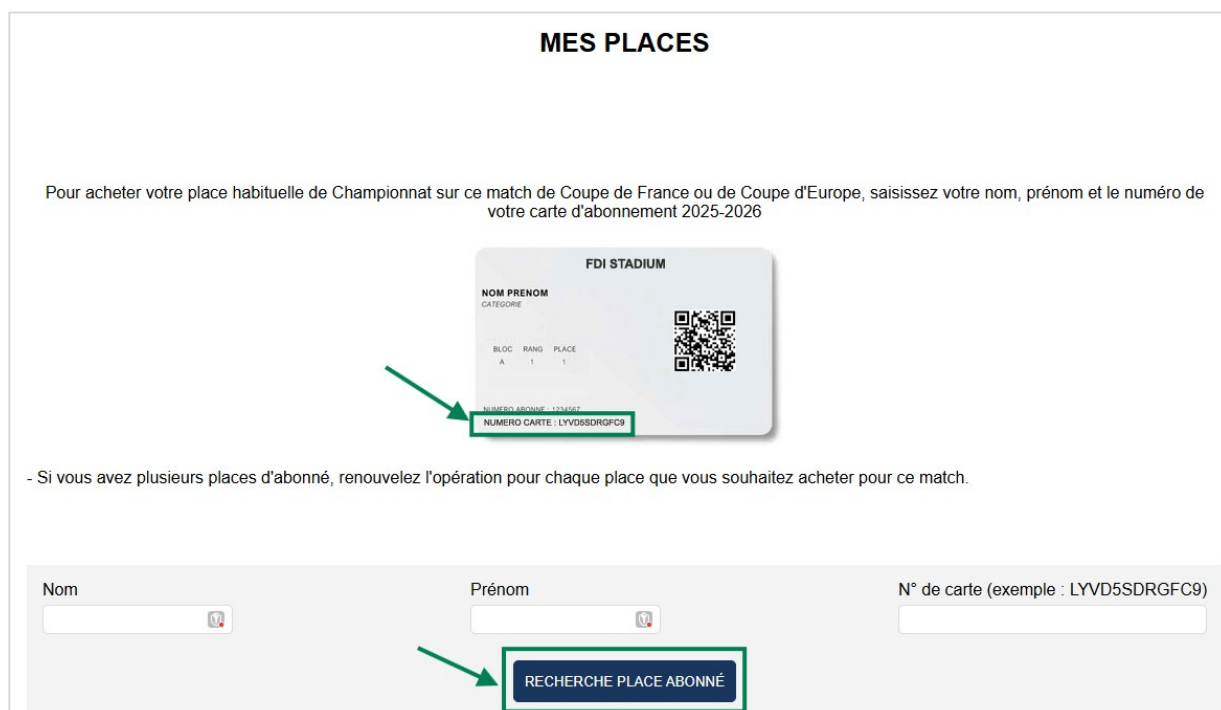 MES PLACES
Pour acheter votre place habituelle de Championnat sur ce match de Coupe de France ou de Coupe d'Europe, saisissez votre nom, prénom et le numéro de
votre carte d'abonnement 2025-2026
FDI STADIUM
NOM PRENOM
CATEGORIE
BLOC RANG PLACE
A 1 1
NUMERO ABONNE : 1234567
NUMERO CARTE : LYVD5SDRGFC9
- Si vous avez plusieurs places d'abonné, renouvelez l'opération pour chaque place que vous souhaitez acheter pour ce match.
Nom Prénom N° de carte (exemple : LYVD5SDRGFC9)
RECHERCHE PLACE ABONNÉ